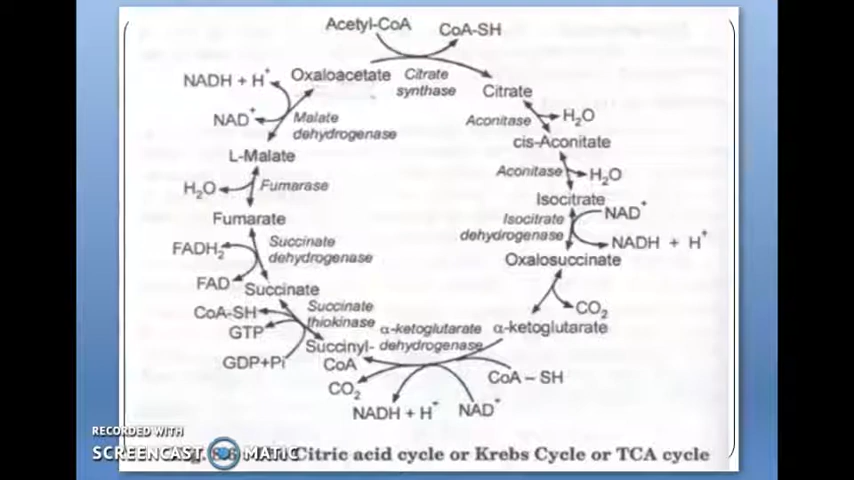 Acetyl-CoA
CoA-SH
Oxaloacetate
Citrate
synthase
Citrate
NADH + H⁺
NAD⁺
Malate
dehydrogenase
Aconitase
H₂O
cis-Aconitate
L-Malate
Aconitase
H₂O
H₂O
Fumarase
Isocitrate
NAD⁺
Isocitrate
dehydrogenase
NADH + H⁺
Fumarate
FADH₂
Succinate
dehydrogenase
Oxalosuccinate
FAD
Succinate
CO₂
CoA-SH
GTP
Succinate
thiokinase
α-ketoglutarate
dehydrogenase
α-ketoglutarate
GDP+Pi
Succinyl-
CoA
CoA – SH
CO₂
NADH + H⁺
NAD⁺
RECORDED WITH
SCREENCAST MATIC
Citric acid cycle or Krebs Cycle or TCA cycle